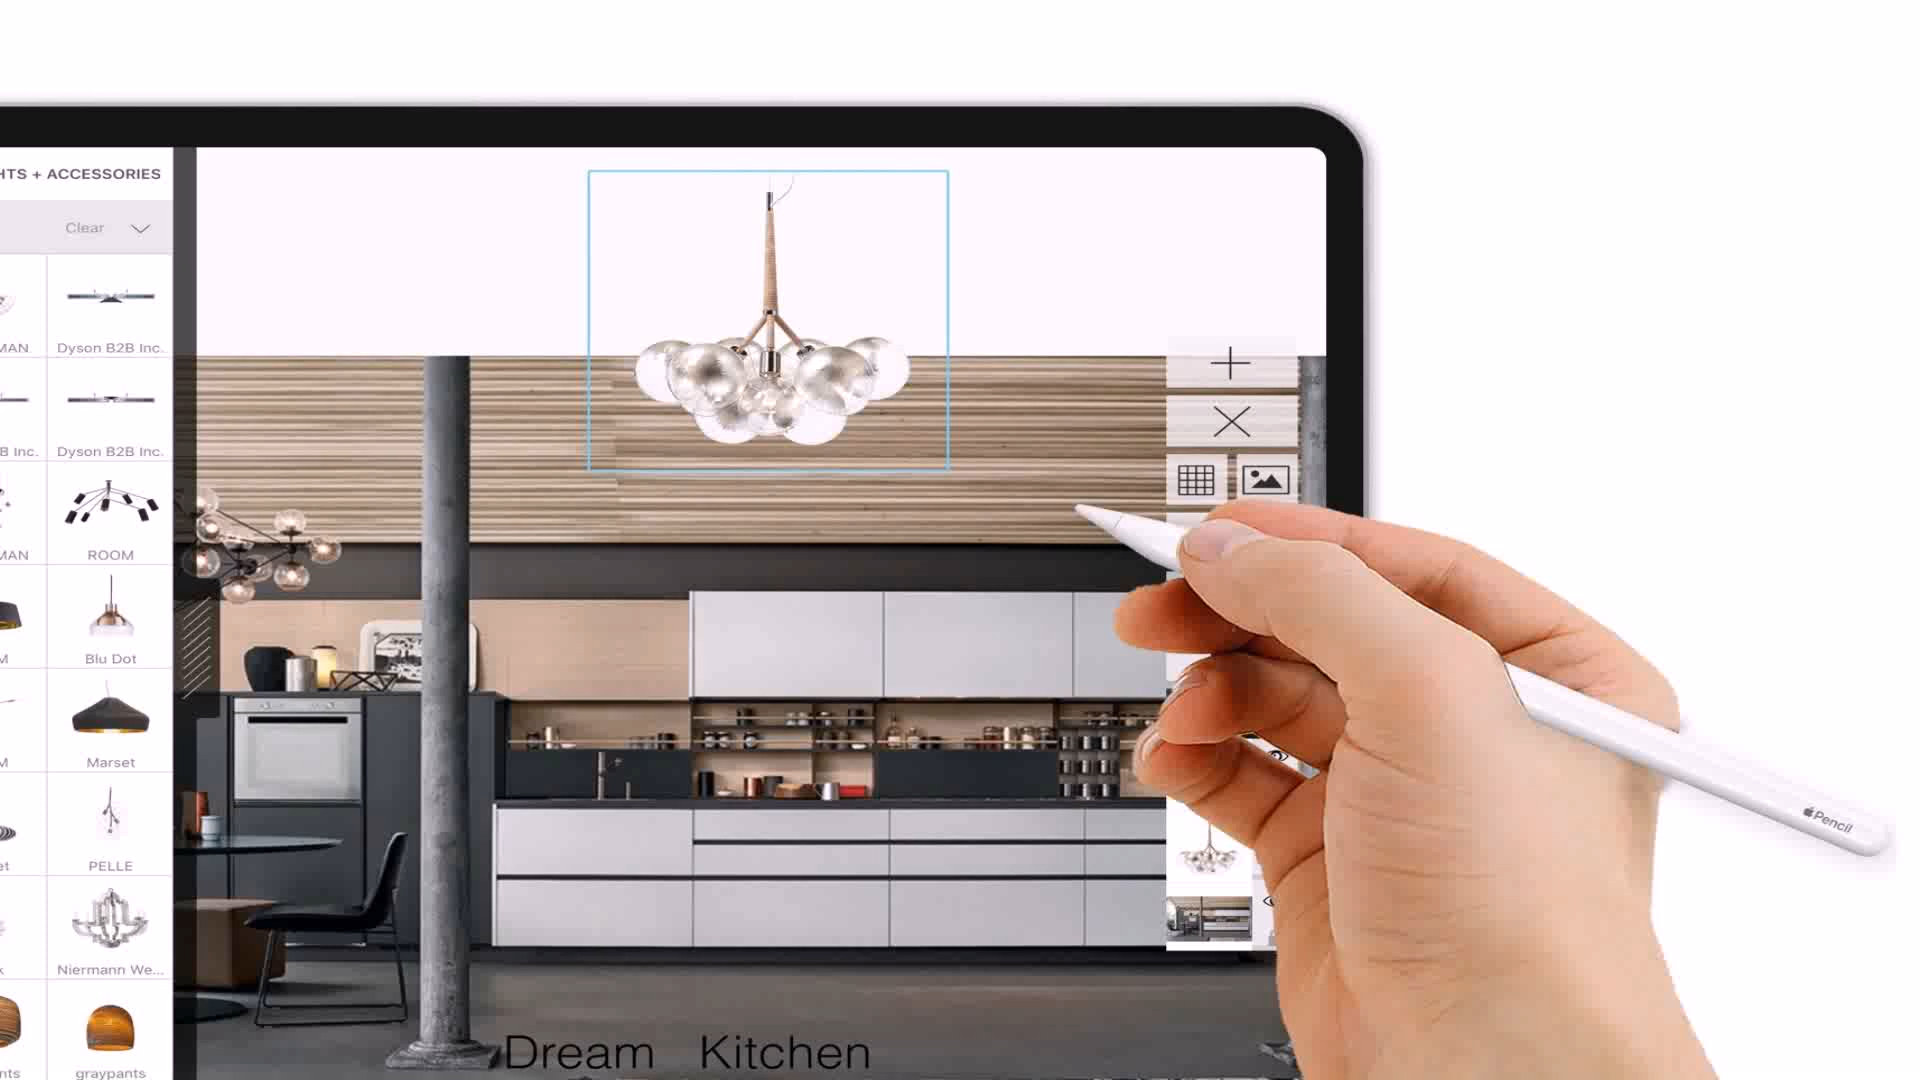 HTS + ACCESSORIES
Clear
MAN
Dyson B2B Inc.
B Inc.
Dyson B2B Inc.
MAN
ROOM
M
Blu Dot
M
Marset
et
PELLE
k
Niermann We...
nts
graypants
Dream Kitchen
Pencil